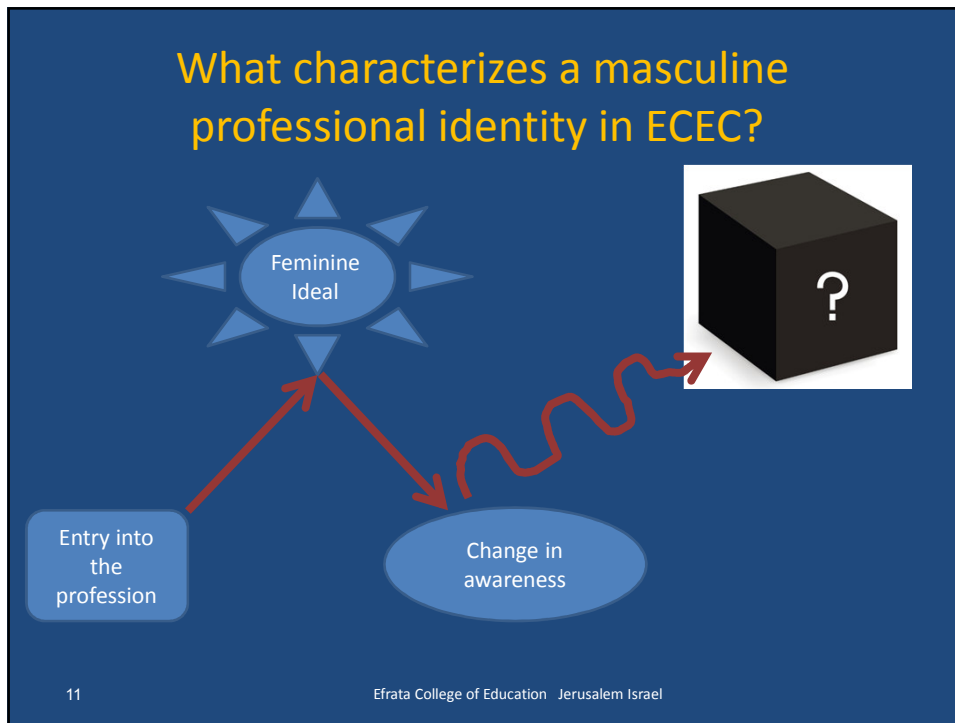 What characterizes a masculine
professional identity in ECEC?
Feminine
Ideal
?
Entry into
the
profession
Change in
awareness
11
Efrata College of Education Jerusalem Israel